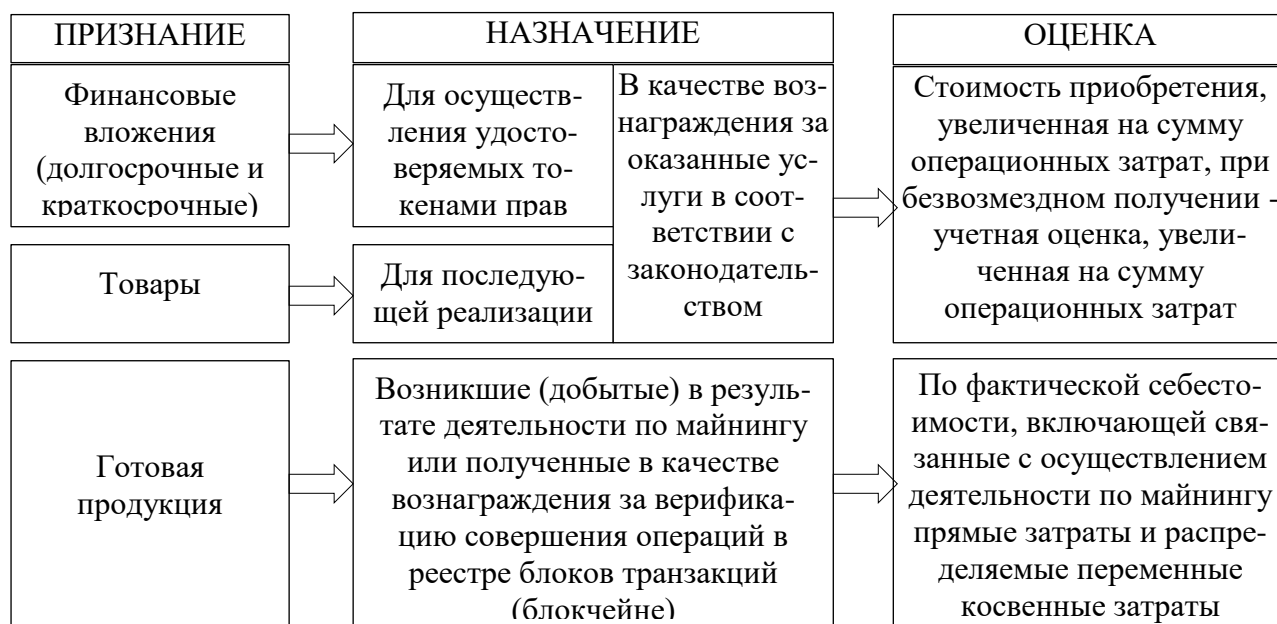 ПРИЗНАНИЕ
НАЗНАЧЕНИЕ
ОЦЕНКА
Финансовые
вложения
(долгосрочные и
краткосрочные)
Для осуществ-
ления удосто-
веряемых то-
кенами прав
В качестве воз-
награждения за
оказанные ус-
луги в соот-
ветствии с
законодатель-
ством
Стоимость приобретения,
увеличенная на сумму
операционных затрат, при
безвозмездном получении -
учетная оценка, увели-
ченная на сумму
операционных затрат
Товары
Для последую-
щей реализации
Готовая
продукция
Возникшие (добытые) в резуль-
тате деятельности по майнингу
или полученные в качестве
вознаграждения за верифика-
цию совершения операций в
реестре блоков транзакций
(блокчейне)
По фактической себесто-
имости, включающей свя-
занные с осуществлением
деятельности по майнингу
прямые затраты и распре-
деляемые переменные
косвенные затраты